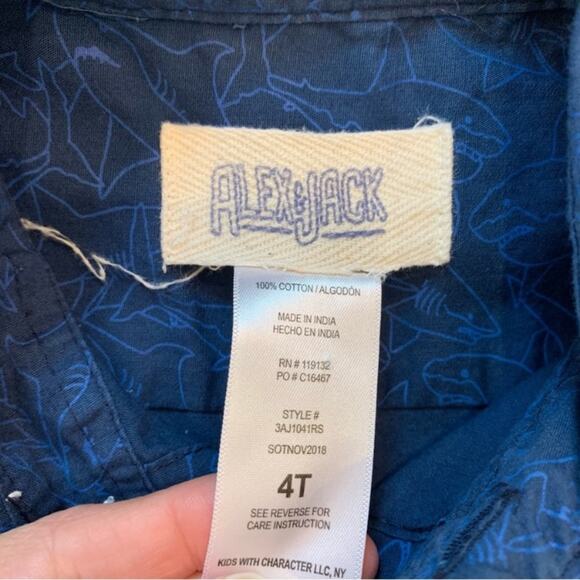 ALEX&JACK
100% COTTON / ALGODÓN
MADE IN INDIA
HECHO EN INDIA
RN # 119132
PO # C16467
STYLE #
3AJ1041RS
SOTNOV2018
4T
SEE REVERSE FOR
CARE INSTRUCTION
KIDS WITH CHARACTER LLC, NY